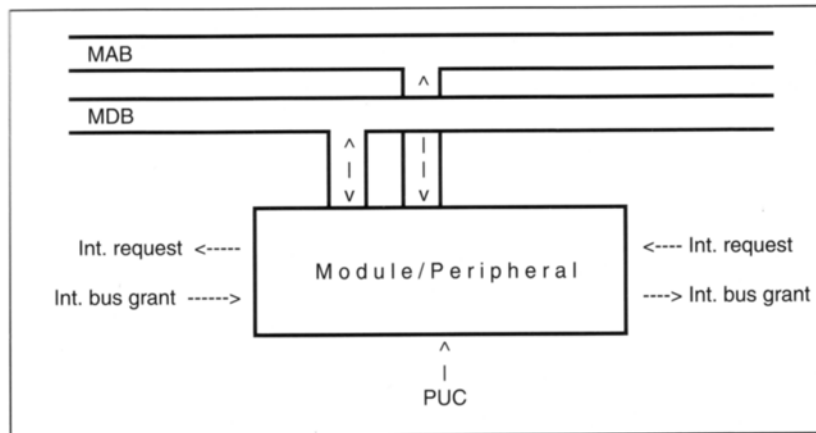 MAB
MDB
Int. request <-----
<---- Int. request
Module/Peripheral
Int. bus grant ------>
----> Int. bus grant
PUC